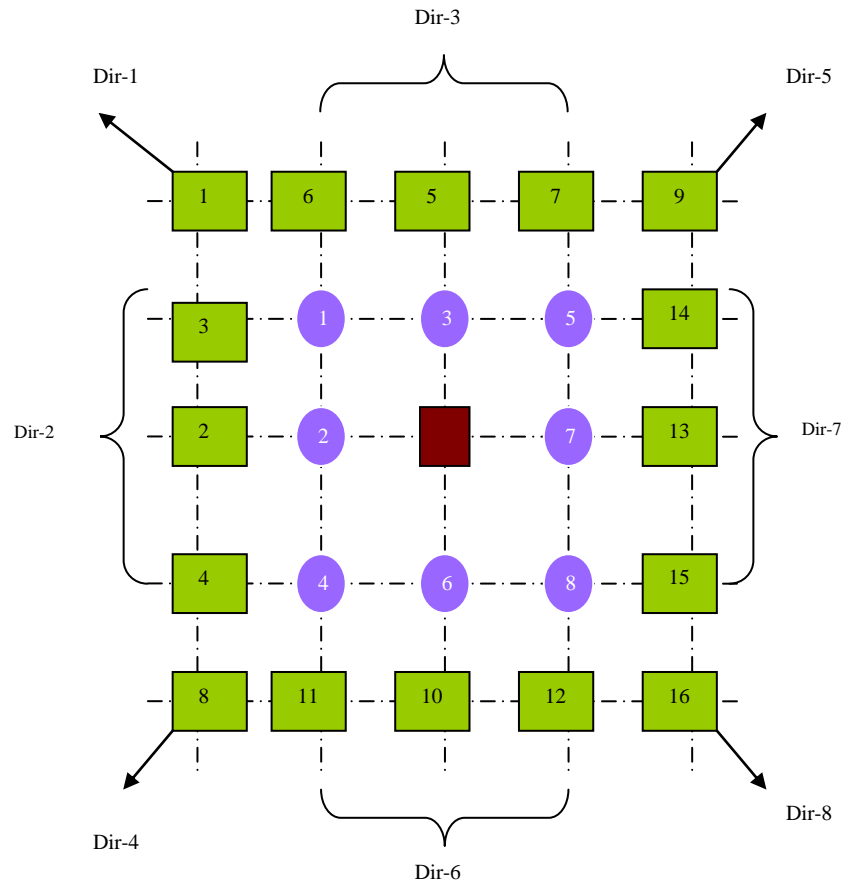 Dir-3
Dir-1 Dir-5
1 6 5 7 9
3 1 3 5 14
Dir-2 2 2 7 13 Dir-7
4 4 6 8 15
8 11 10 12 16
Dir-4 Dir-8
Dir-6